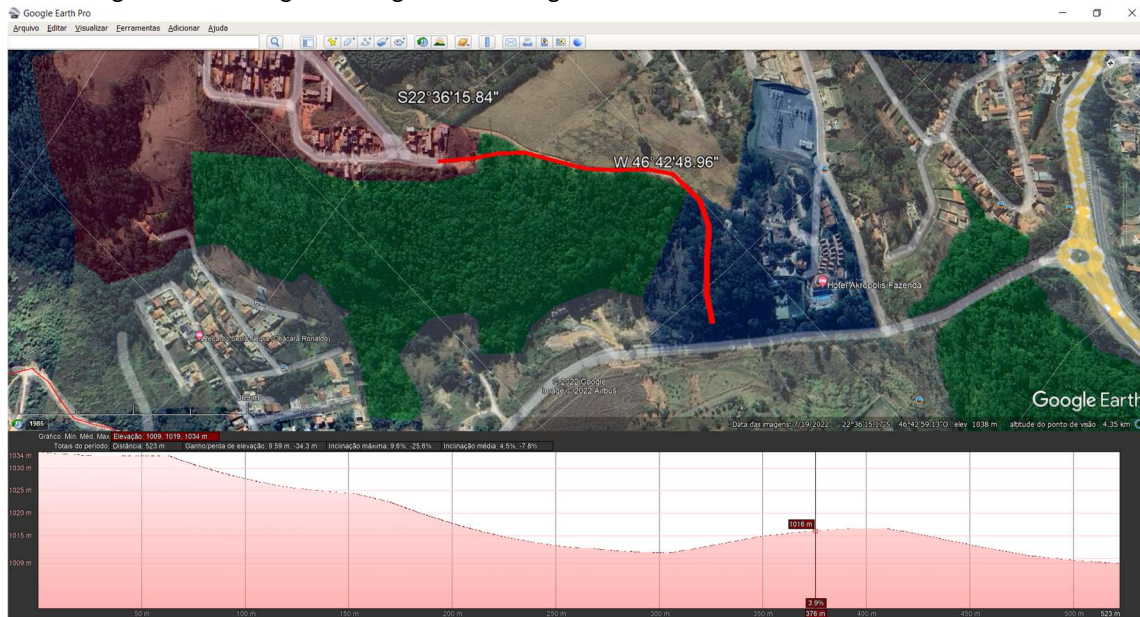 Google Earth Pro
Arquivo Editar Visualizar Ferramentas Adicionar Ajuda
S22°36'15.84"
W 46°42'48.96"
Hotel Akropolis Fazenda
© 2022 Google
Image © 2022 Airbus
Google Earth
1985
Data das imagens: 7/19/2022 22°36'15.17"S 46°42'59.13"O elev 1038 m altitude do ponto de visão 4.35 km
Gráfico: Min, Méd, Max Elevação: 1009, 1019, 1034 m
Totais do período: Distância: 523 m Ganho/perda de elevação: 9.59 m, -34.3 m Inclinação máxima: 9.6%, -25.6% Inclinação média: 4.5%, -7.8%
1034 m
1030 m
1025 m
1020 m
1015 m
1009 m
1016 m
3.9%
50 m 100 m 150 m 200 m 250 m 300 m 350 m 376 m 400 m 450 m 500 m 523 m